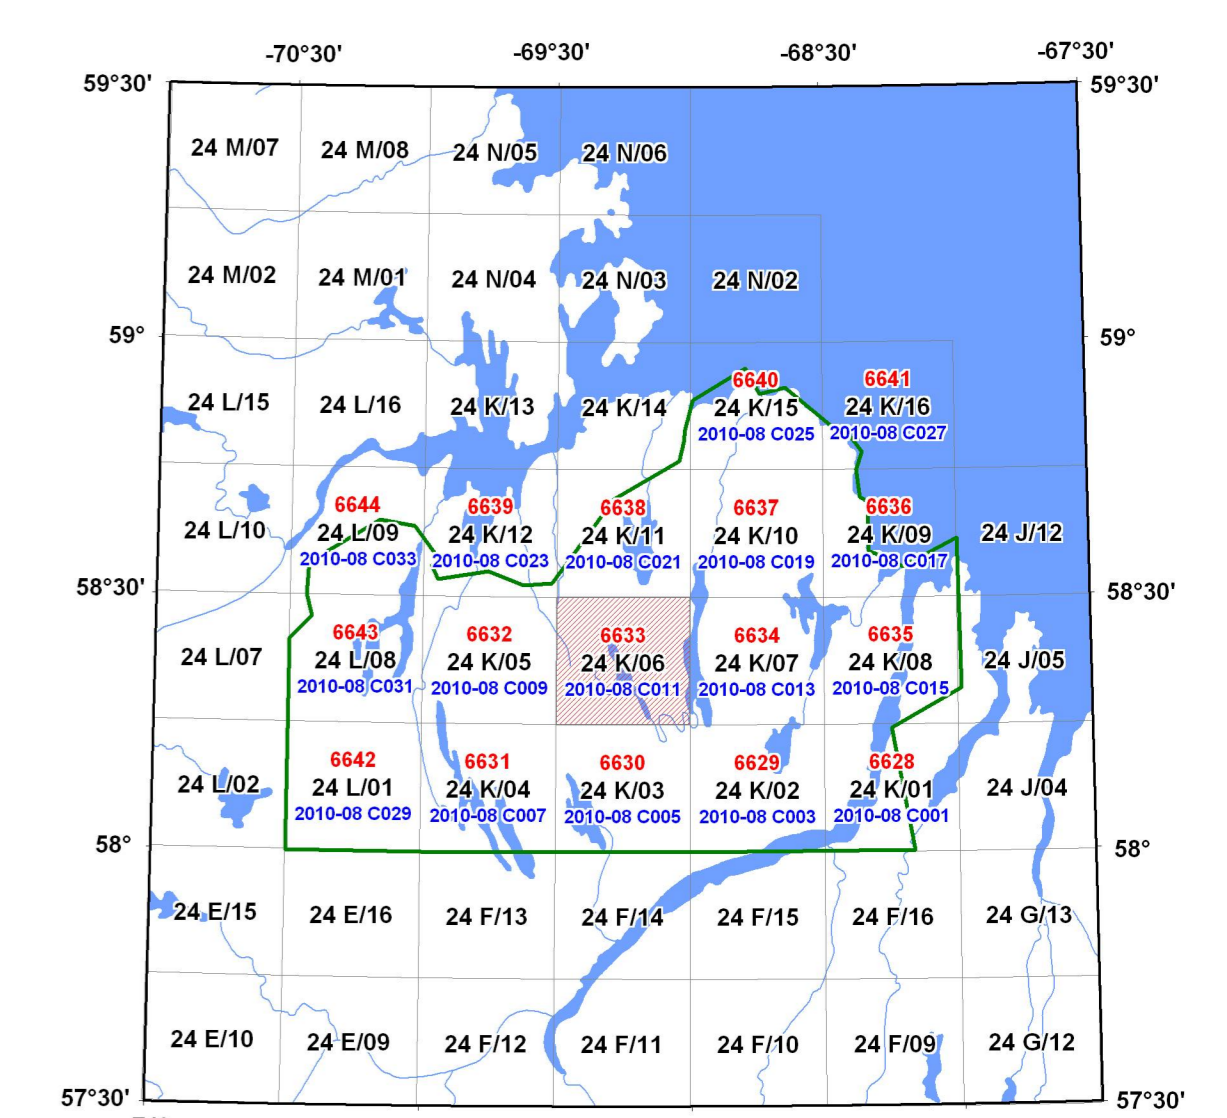 -70°30' -69°30' -68°30' -67°30'
59°30' 59°30'
24 M/07 24 M/08 24 N/05 24 N/06
24 M/02 24 M/01 24 N/04 24 N/03 24 N/02
59° 59°
6640 6641
24 L/15 24 L/16 24 K/13 24 K/14 24 K/15 24 K/16
2010-08 C025 2010-08 C027
6644 6639 6638 6637 6636
24 L/10 24 L/09 24 K/12 24 K/11 24 K/10 24 K/09 24 J/12
2010-08 C033 2010-08 C023 2010-08 C021 2010-08 C019 2010-08 C017
58°30' 58°30'
6643 6632 6633 6634 6635
24 L/07 24 L/08 24 K/05 24 K/06 24 K/07 24 K/08 24 J/05
2010-08 C031 2010-08 C009 2010-08 C011 2010-08 C013 2010-08 C015
6642 6631 6630 6629 6628
24 L/02 24 L/01 24 K/04 24 K/03 24 K/02 24 K/01 24 J/04
2010-08 C029 2010-08 C007 2010-08 C005 2010-08 C003 2010-08 C001
58° 58°
24 E/15 24 E/16 24 F/13 24 F/14 24 F/15 24 F/16 24 G/13
24 E/10 24 E/09 24 F/12 24 F/11 24 F/10 24 F/09 24 G/12
57°30' 57°30'